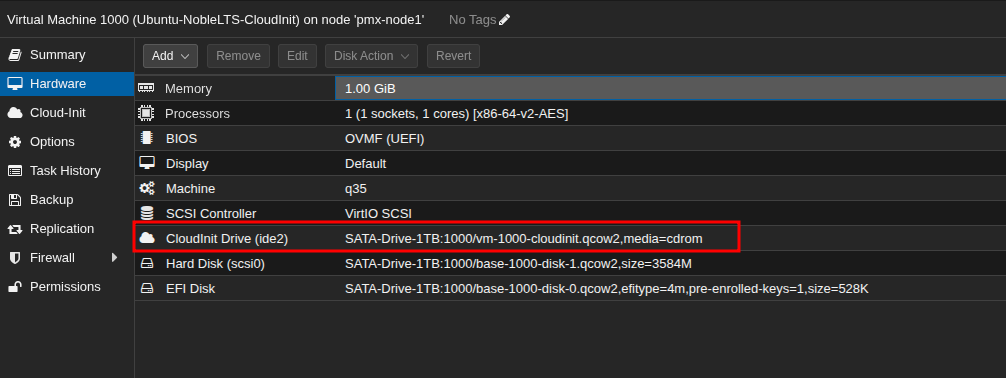 Virtual Machine 1000 (Ubuntu-NobleLTS-CloudInit) on node 'pmx-node1' No Tags
Summary
Hardware
Cloud-Init
Options
Task History
Backup
Replication
Firewall
Permissions
Add Remove Edit Disk Action Revert
Memory 1.00 GiB
Processors 1 (1 sockets, 1 cores) [x86-64-v2-AES]
BIOS OVMF (UEFI)
Display Default
Machine q35
SCSI Controller VirtIO SCSI
CloudInit Drive (ide2) SATA-Drive-1TB:1000/vm-1000-cloudinit.qcow2,media=cdrom
Hard Disk (scsi0) SATA-Drive-1TB:1000/base-1000-disk-1.qcow2,size=3584M
EFI Disk SATA-Drive-1TB:1000/base-1000-disk-0.qcow2,efitype=4m,pre-enrolled-keys=1,size=528K